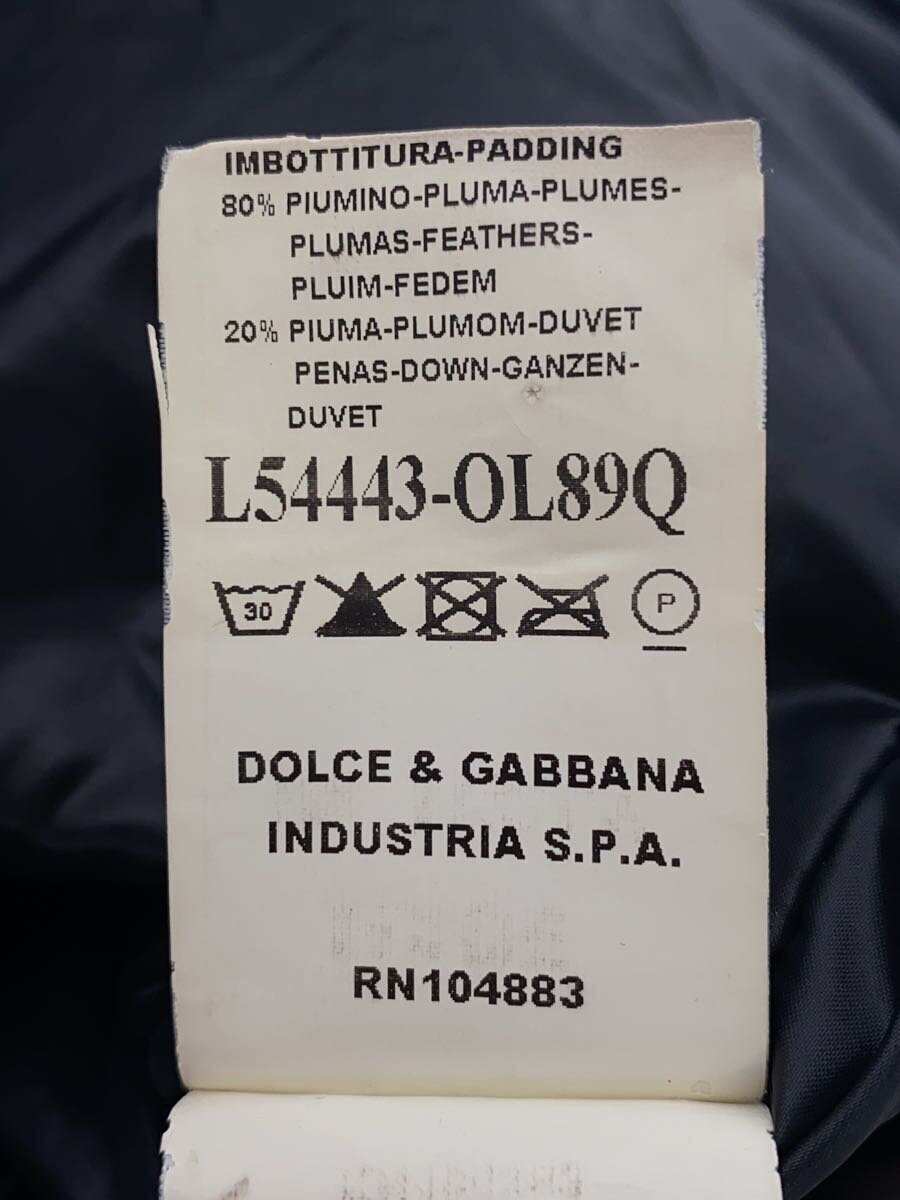 IMBOTTITURA-PADDING
80% PIUMINO-PLUMA-PLUMES-
PLUMAS-FEATHERS-
PLUIM-FEDEM
20% PIUMA-PLUMOM-DUVET
PENAS-DOWN-GANZEN-
DUVET
L54443-OL89Q
30 P
DOLCE & GABBANA
INDUSTRIA S.P.A.
RN104883